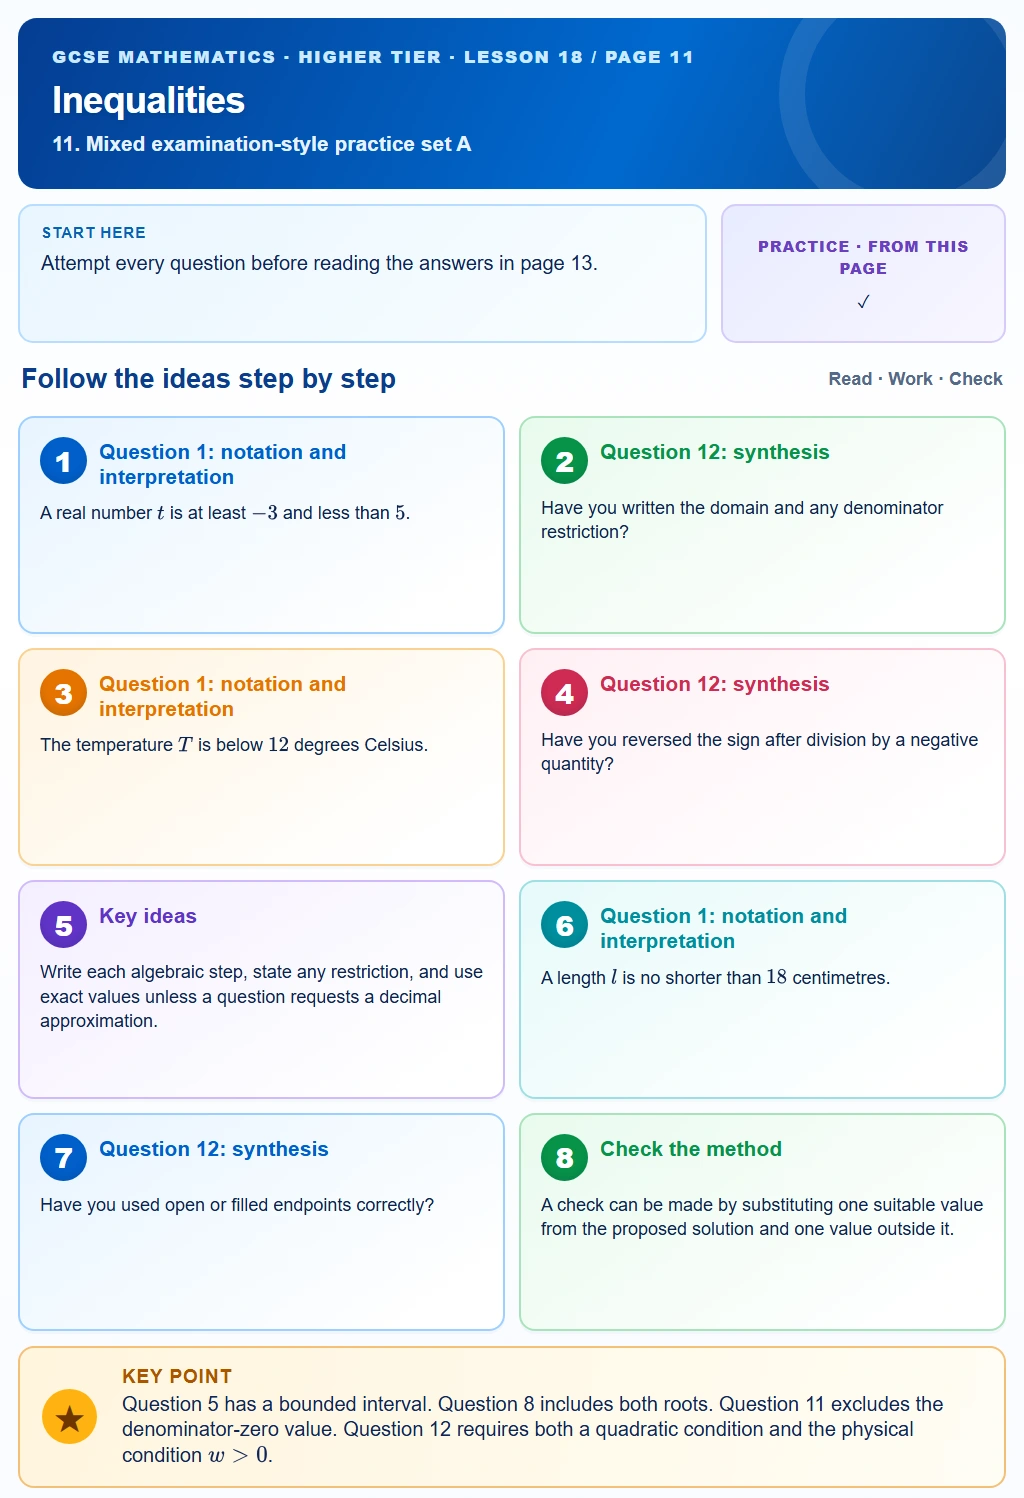 GCSE MATHEMATICS · HIGHER TIER · LESSON 18 / PAGE 11
Inequalities
11. Mixed examination-style practice set A
START HERE
Attempt every question before reading the answers in page 13.
PRACTICE · FROM THIS
PAGE
✓
Follow the ideas step by step
Read · Work · Check
1
Question 1: notation and
interpretation
A real number t is at least −3 and less than 5.
2
Question 12: synthesis
Have you written the domain and any denominator
restriction?
3
Question 1: notation and
interpretation
The temperature T is below 12 degrees Celsius.
4
Question 12: synthesis
Have you reversed the sign after division by a negative
quantity?
5
Key ideas
Write each algebraic step, state any restriction, and use
exact values unless a question requests a decimal
approximation.
6
Question 1: notation and
interpretation
A length l is no shorter than 18 centimetres.
7
Question 12: synthesis
Have you used open or filled endpoints correctly?
8
Check the method
A check can be made by substituting one suitable value
from the proposed solution and one value outside it.
★
KEY POINT
Question 5 has a bounded interval. Question 8 includes both roots. Question 11 excludes the
denominator-zero value. Question 12 requires both a quadratic condition and the physical
condition w > 0.